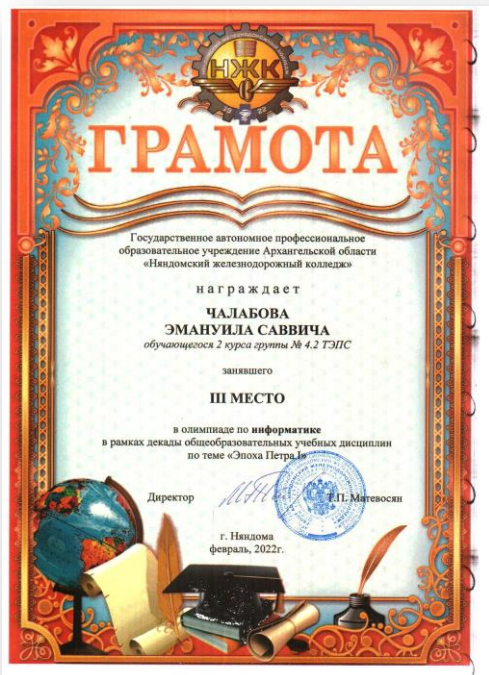 НЖК
ГРАМОТА
Государственное автономное профессиональное
образовательное учреждение Архангельской области
«Няндомский железнодорожный колледж»
награждает
ЧАЛАБОВА
ЭМАНУИЛА САВВИЧА
обучающегося 2 курса группы № 4.2 ТЭПС
занявшего
III МЕСТО
в олимпиаде по информатике
в рамках декады общеобразовательных учебных дисциплин
по теме «Эпоха Петра I»
Директор Т.П. Матевосян
г. Няндома
февраль, 2022г.